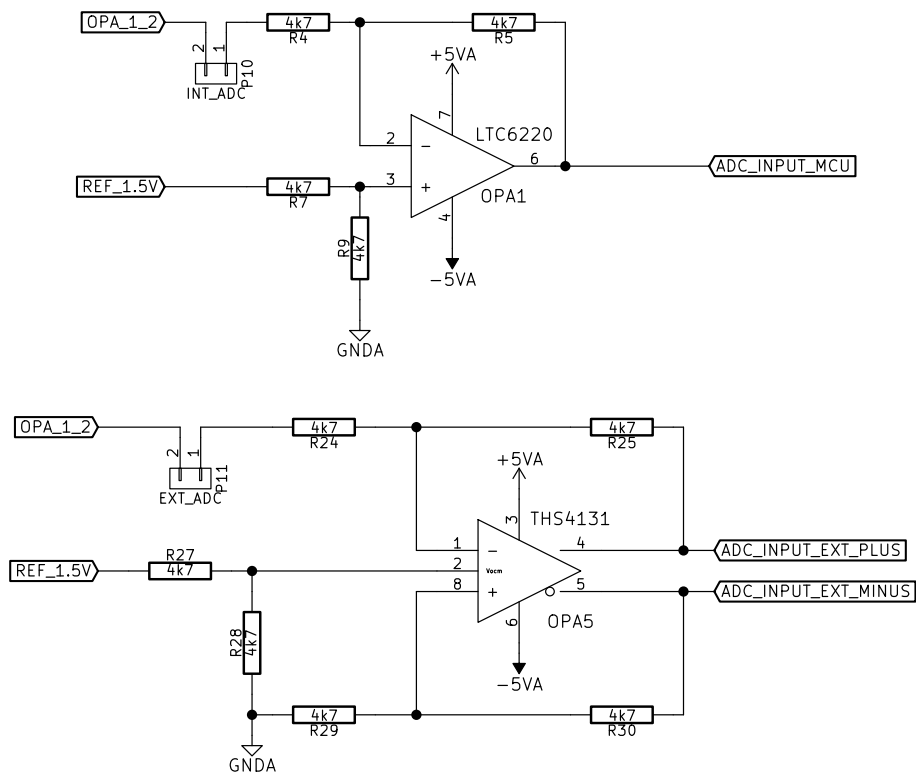 OPA_1_2
4k7
R4
4k7
R5
2
1
P10
INT_ADC
+5VA
7
LTC6220
2
−
6
ADC_INPUT_MCU
REF_1.5V
4k7
R7
3
+
OPA1
4
R9
4k7
−5VA
GNDA
OPA_1_2
4k7
R24
4k7
R25
2
1
P11
EXT_ADC
+5VA
3
THS4131
1
−
4
ADC_INPUT_EXT_PLUS
REF_1.5V
R27
4k7
2
Vocm
8
+
5
ADC_INPUT_EXT_MINUS
OPA5
6
R28
4k7
−5VA
4k7
R29
4k7
R30
GNDA